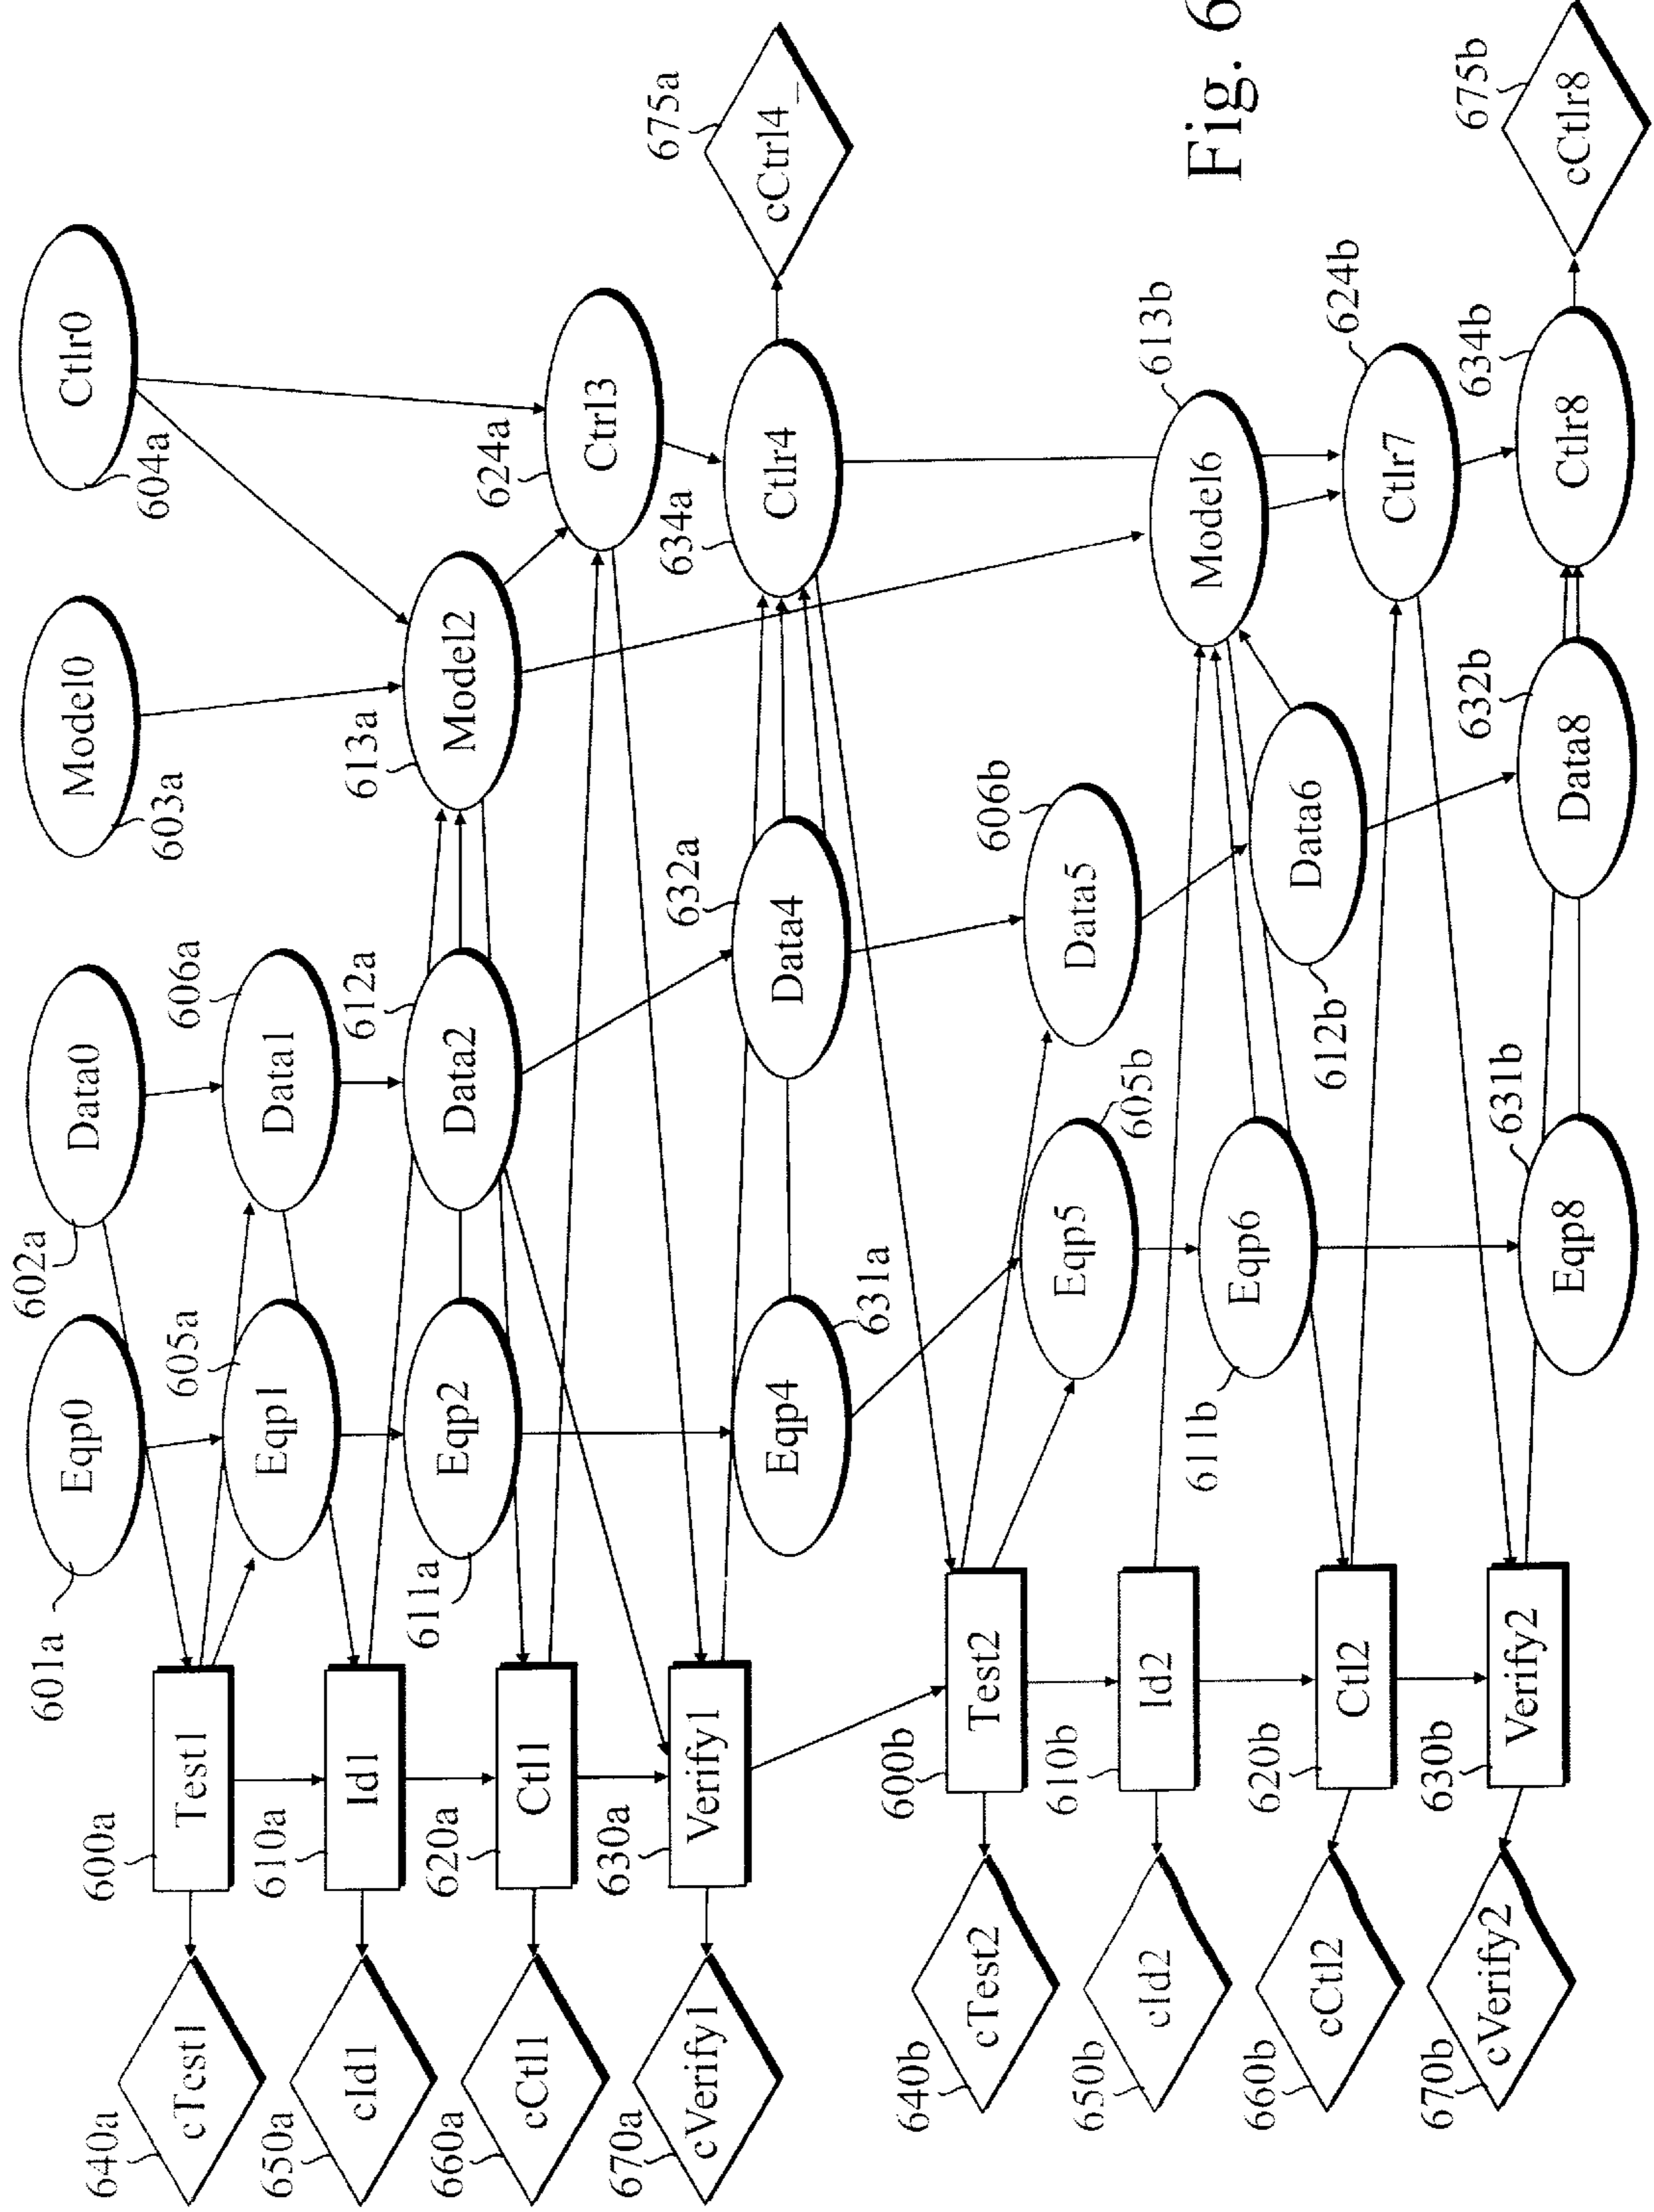 601a
602a
640a
600a
Eqp0
Data0
Model0
Ctlr0
603a
604a
cTest1
Test1
605a
606a
650a
610a
Eqp1
Data1
cId1
Id1
611a
612a
613a
660a
620a
Eqp2
Data2
Model2
624a
cCtl1
Ctl1
Ctrl3
670a
630a
632a
634a
675a
cVerify1
Verify1
Eqp4
Data4
Ctlr4
cCtrl4_
631a
640b
600b
606b
cTest2
Test2
Eqp5
Data5
650b
610b
605b
613b
cId2
Id2
611b
Eqp6
Model6
Fig. 6
660b
620b
612b
Data6
624b
cCtl2
Ctl2
Ctlr7
670b
630b
631b
632b
634b
675b
cVerify2
Verify2
Eqp8
Data8
Ctlr8
cCtlr8